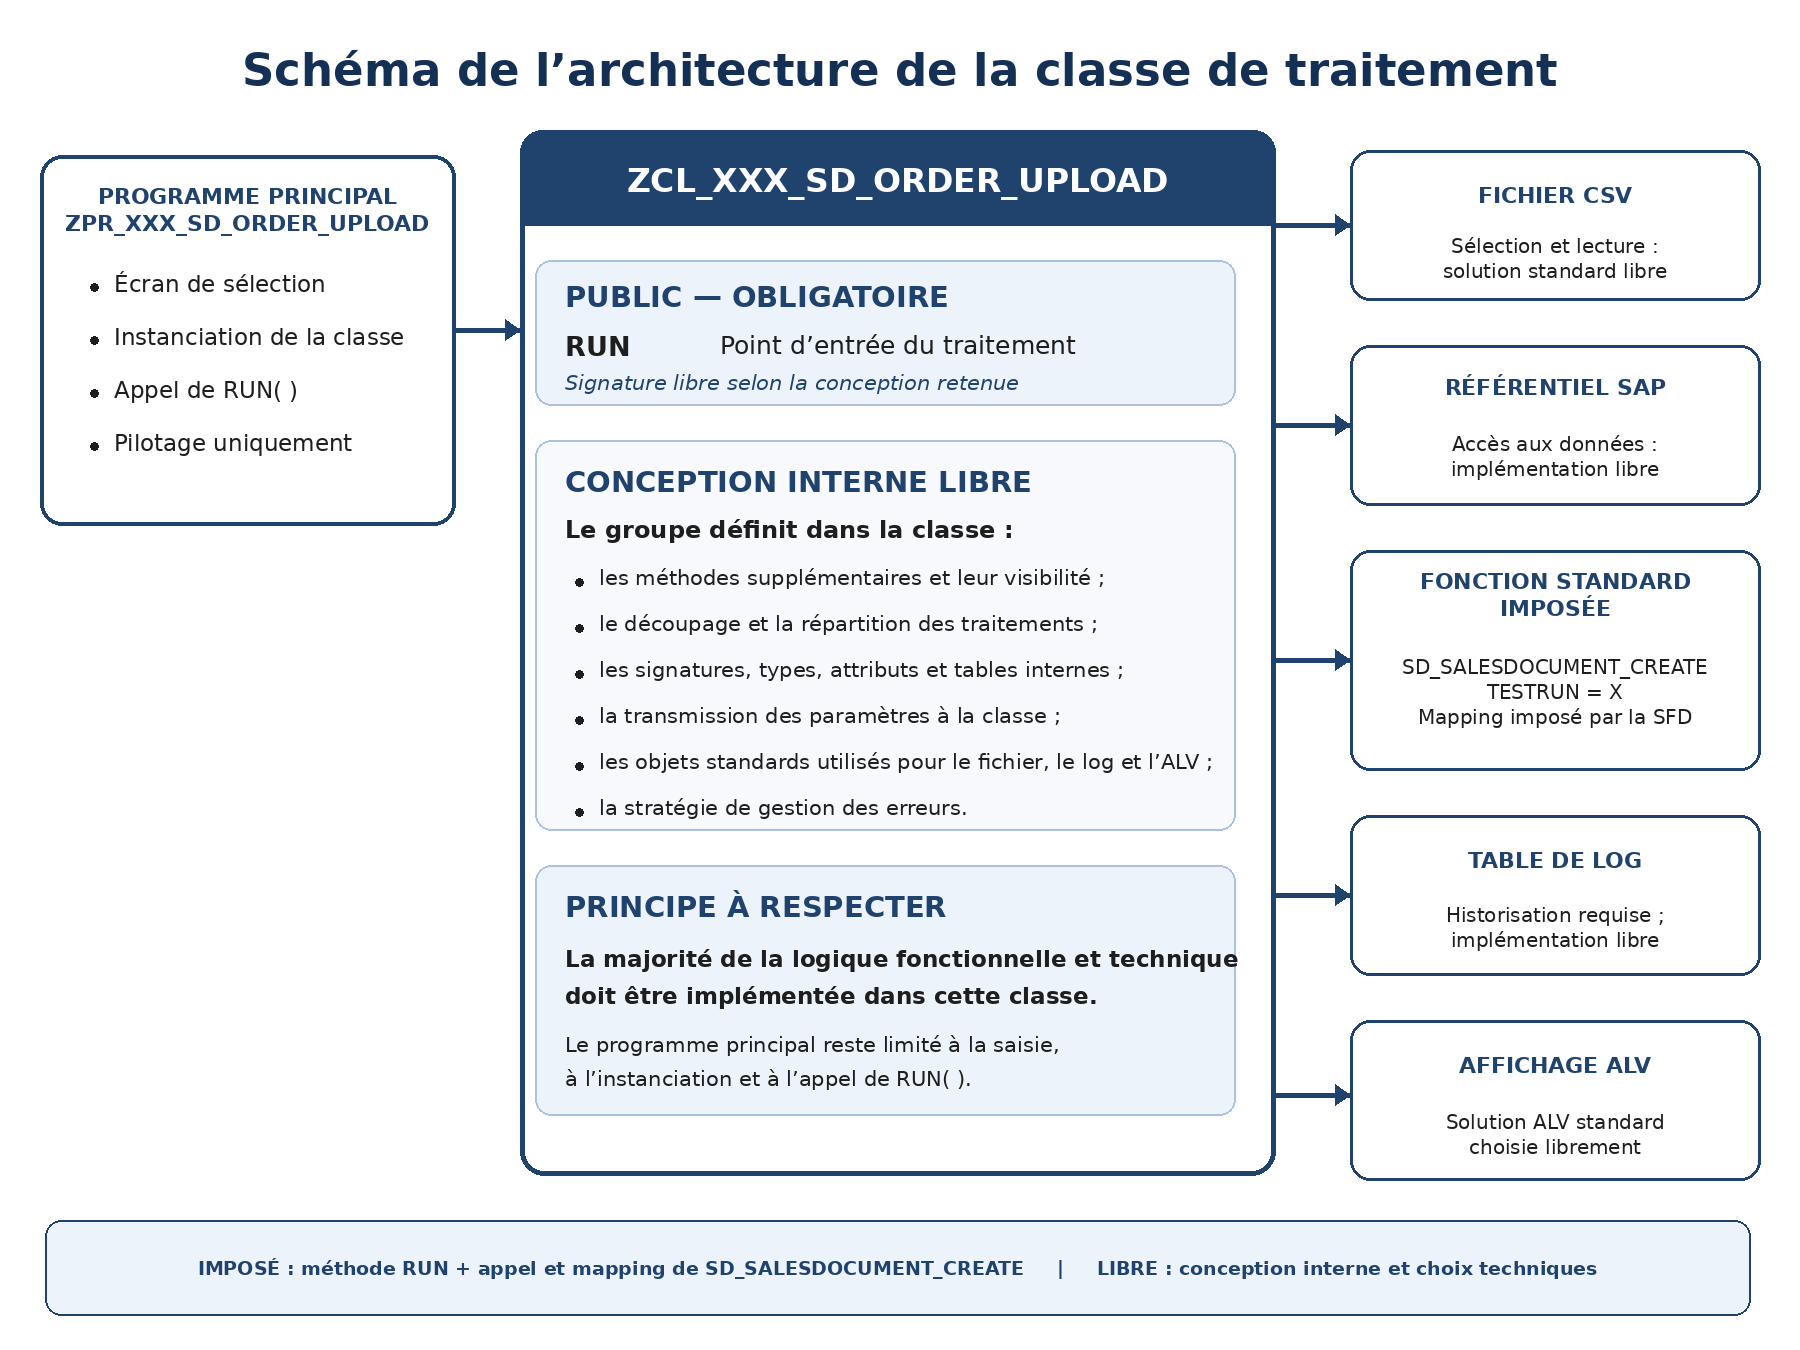 Schéma de l’architecture de la classe de traitement
PROGRAMME PRINCIPAL
ZPR_XXX_SD_ORDER_UPLOAD
• Écran de sélection
• Instanciation de la classe
• Appel de RUN( )
• Pilotage uniquement
ZCL_XXX_SD_ORDER_UPLOAD
PUBLIC — OBLIGATOIRE
RUN Point d’entrée du traitement
Signature libre selon la conception retenue
CONCEPTION INTERNE LIBRE
Le groupe définit dans la classe :
• les méthodes supplémentaires et leur visibilité ;
• le découpage et la répartition des traitements ;
• les signatures, types, attributs et tables internes ;
• la transmission des paramètres à la classe ;
• les objets standards utilisés pour le fichier, le log et l’ALV ;
• la stratégie de gestion des erreurs.
PRINCIPE À RESPECTER
La majorité de la logique fonctionnelle et technique
doit être implémentée dans cette classe.
Le programme principal reste limité à la saisie,
à l’instanciation et à l’appel de RUN( ).
FICHIER CSV
Sélection et lecture :
solution standard libre
RÉFÉRENTIEL SAP
Accès aux données :
implémentation libre
FONCTION STANDARD
IMPOSÉE
SD_SALESDOCUMENT_CREATE
TESTRUN = X
Mapping imposé par la SFD
TABLE DE LOG
Historisation requise ;
implémentation libre
AFFICHAGE ALV
Solution ALV standard
choisie librement
IMPOSÉ : méthode RUN + appel et mapping de SD_SALESDOCUMENT_CREATE | LIBRE : conception interne et choix techniques